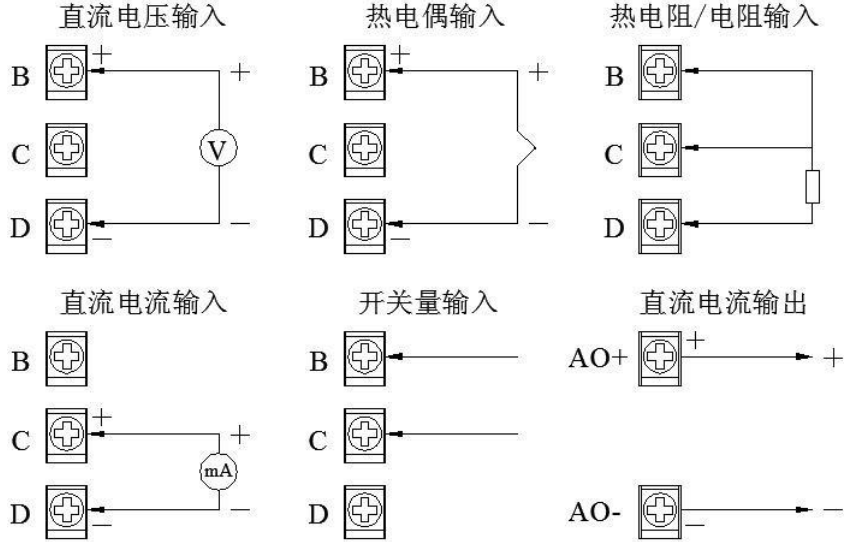 直流电压输入
热电偶输入
热电阻/电阻输入
B + +
C V
D — —
B + +
C
D — —
B
C
D
直流电流输入
开关量输入
直流电流输出
B
C + +
mA
D — —
B
C
D
AO+ + +
AO- — —